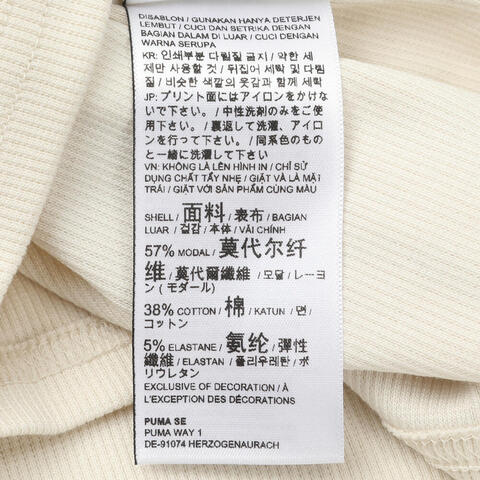 DISABLON / GUNAKAN HANYA DETERJEN
LEMBUT / CUCI DAN SETRIKA DENGAN
BAGIAN DALAM DI LUAR / CUCI DENGAN
WARNA SERUPA
KR: 인쇄부분 다림질 금지 / 약한 세
제만 사용할 것 / 뒤집어 세탁 및 다림
질 / 비슷한 색깔의 옷감과 함께 세탁
JP: プリント面にはアイロンをかけな
いで下さい。/ 中性洗剤のみをご使
用下さい。/ 裏返して洗濯、アイロン
を行って下さい。/ 同系色のもの
と一緒に洗濯して下さい
VN: KHÔNG LÀ LÊN HÌNH IN / CHỈ SỬ
DỤNG CHẤT TẨY NHẸ / GIẶT VÀ LÀ MẶT
TRÁI / GIẶT VỚI SẢN PHẨM CÙNG MÀU
SHELL / 面料 / 表布 / BAGIAN
LUAR / 겉감 / 本体 / VẢI CHÍNH
57% MODAL / 莫代尔纤
维 / 莫代爾纖維 / 모달 / レーヨ
ン ( モダール)
38% COTTON / 棉 / KATUN / 면 /
コットン
5% ELASTANE / 氨纶 / 彈性
纖維 / ELASTAN / 폴리우레탄 / ポ
リウレタン
EXCLUSIVE OF DECORATION / À
L'EXCEPTION DES DÉCORATIONS
PUMA SE
PUMA WAY 1
DE-91074 HERZOGENAURACH